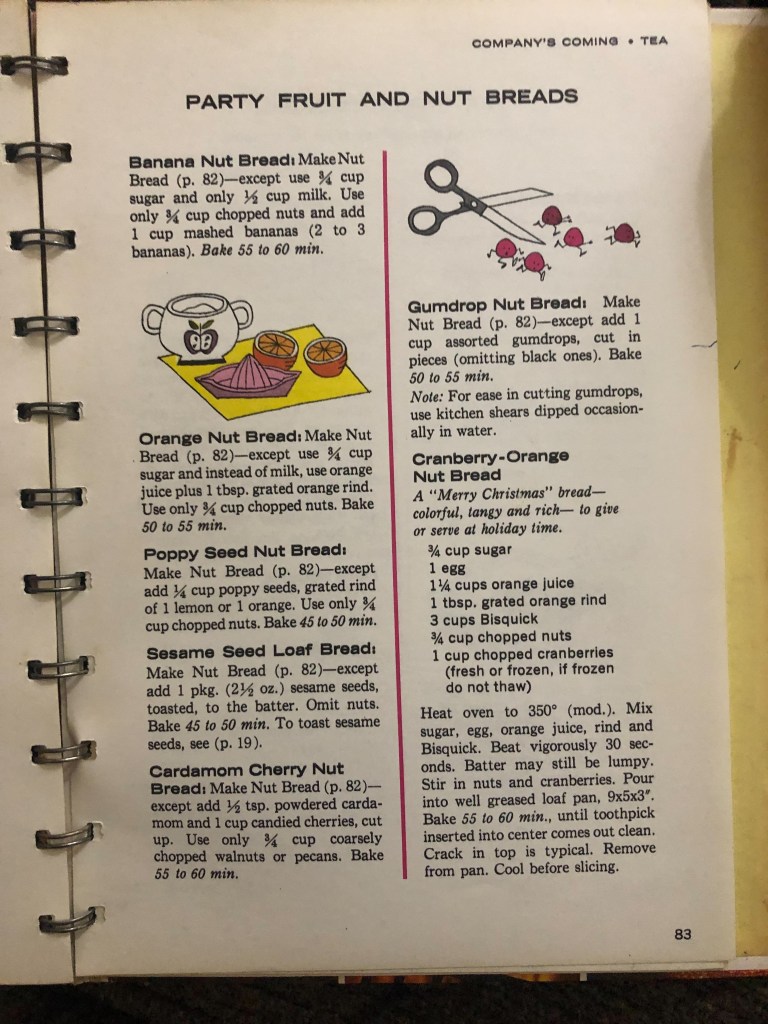 COMPANY'S COMING • TEA
PARTY FRUIT AND NUT BREADS
Banana Nut Bread: Make Nut
Bread (p. 82)—except use ¾ cup
sugar and only ½ cup milk. Use
only ¾ cup chopped nuts and add
1 cup mashed bananas (2 to 3
bananas). Bake 55 to 60 min.
Orange Nut Bread: Make Nut
Bread (p. 82)—except use ¾ cup
sugar and instead of milk, use orange
juice plus 1 tbsp. grated orange rind.
Use only ¾ cup chopped nuts. Bake
50 to 55 min.
Poppy Seed Nut Bread:
Make Nut Bread (p. 82)—except
add ¼ cup poppy seeds, grated rind
of 1 lemon or 1 orange. Use only ¾
cup chopped nuts. Bake 45 to 50 min.
Sesame Seed Loaf Bread:
Make Nut Bread (p. 82)—except
add 1 pkg. (2½ oz.) sesame seeds,
toasted, to the batter. Omit nuts.
Bake 45 to 50 min. To toast sesame
seeds, see (p. 19).
Cardamom Cherry Nut
Bread: Make Nut Bread (p. 82)—
except add ½ tsp. powdered carda-
mom and 1 cup candied cherries, cut
up. Use only ¾ cup coarsely
chopped walnuts or pecans. Bake
55 to 60 min.
Gumdrop Nut Bread: Make
Nut Bread (p. 82)—except add 1
cup assorted gumdrops, cut in
pieces (omitting black ones). Bake
50 to 55 min.
Note: For ease in cutting gumdrops,
use kitchen shears dipped occasion-
ally in water.
Cranberry-Orange
Nut Bread
A "Merry Christmas" bread—
colorful, tangy and rich— to give
or serve at holiday time.
¾ cup sugar
1 egg
1¼ cups orange juice
1 tbsp. grated orange rind
3 cups Bisquick
¾ cup chopped nuts
1 cup chopped cranberries
(fresh or frozen, if frozen
do not thaw)
Heat oven to 350° (mod.). Mix
sugar, egg, orange juice, rind and
Bisquick. Beat vigorously 30 sec-
onds. Batter may still be lumpy.
Stir in nuts and cranberries. Pour
into well greased loaf pan, 9x5x3".
Bake 55 to 60 min., until toothpick
inserted into center comes out clean.
Crack in top is typical. Remove
from pan. Cool before slicing.
83